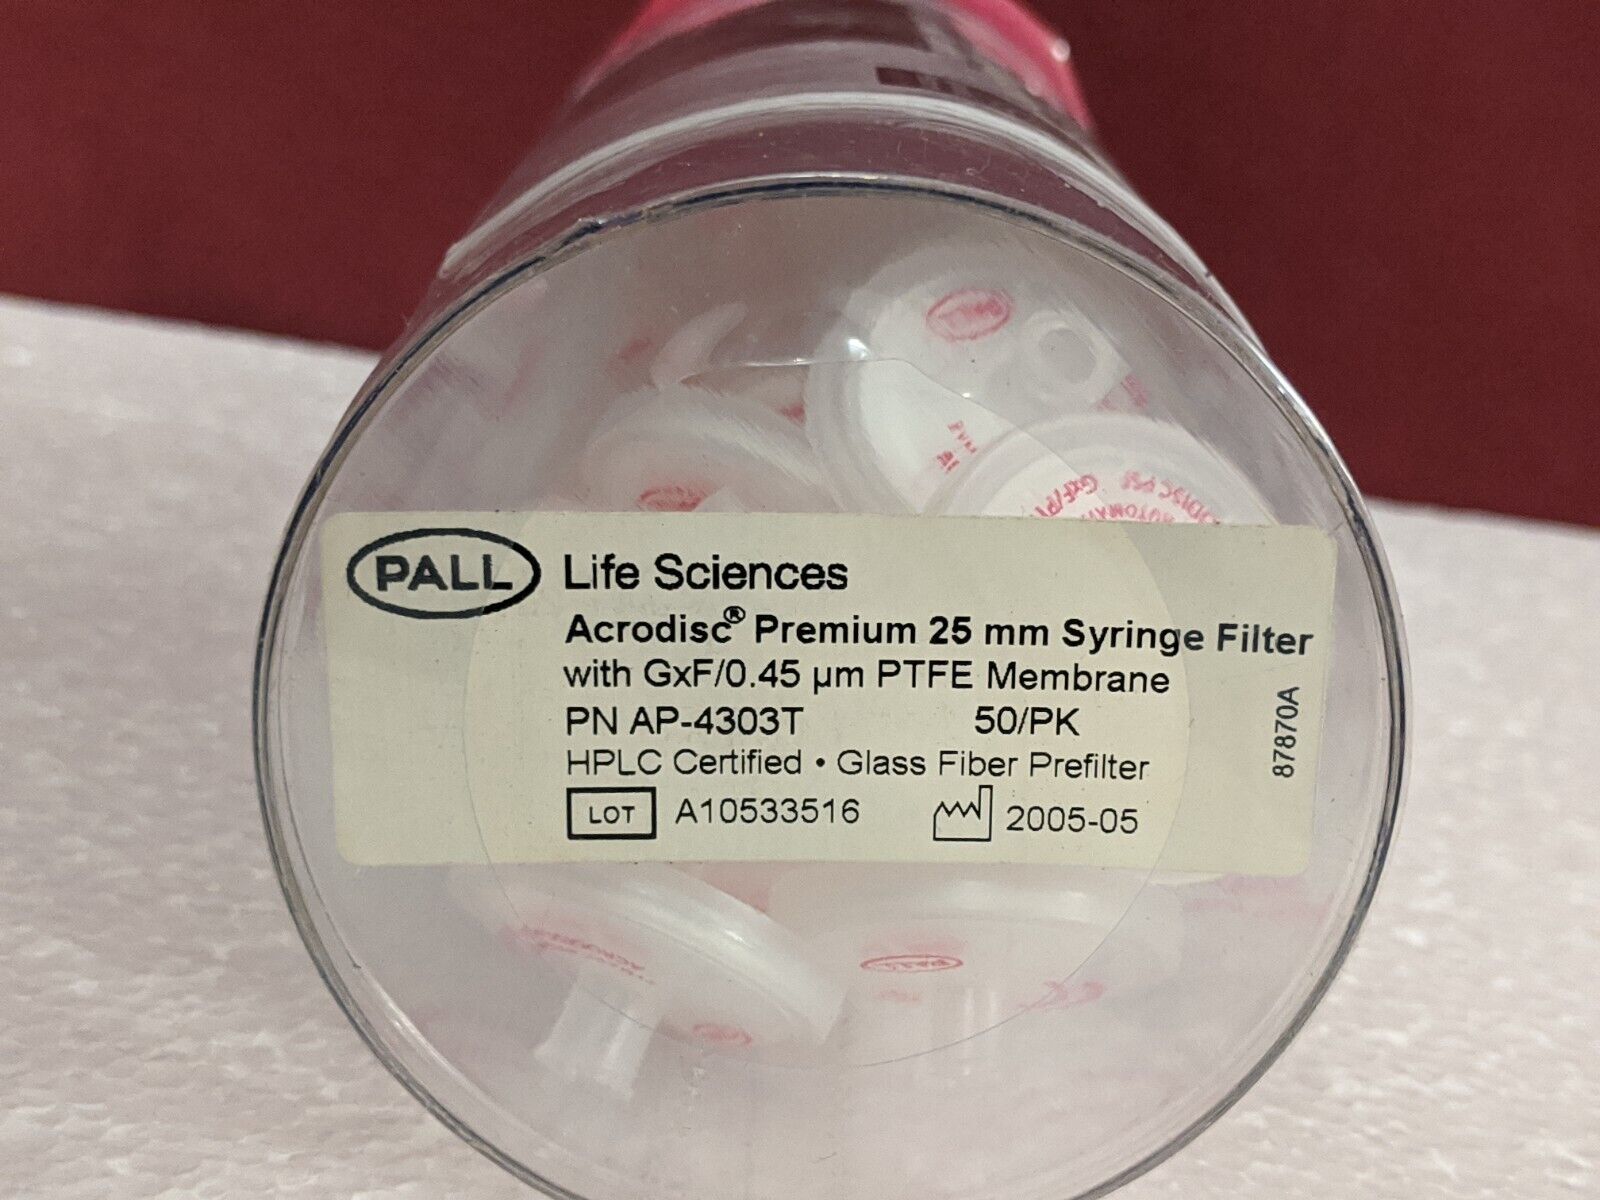 PALL Life Sciences
Acrodisc® Premium 25 mm Syringe Filter
with GxF/0.45 µm PTFE Membrane
PN AP-4303T 50/PK
HPLC Certified • Glass Fiber Prefilter
LOT A10533516 2005-05
87870A